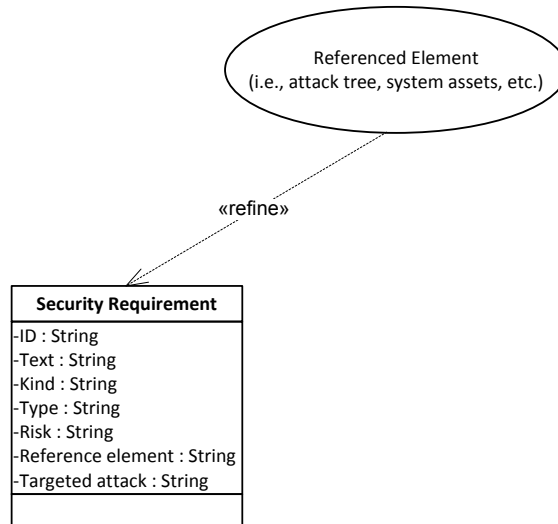 Referenced Element
(i.e., attack tree, system assets, etc.)
«refine»
Security Requirement
-ID : String
-Text : String
-Kind : String
-Type : String
-Risk : String
-Reference element : String
-Targeted attack : String